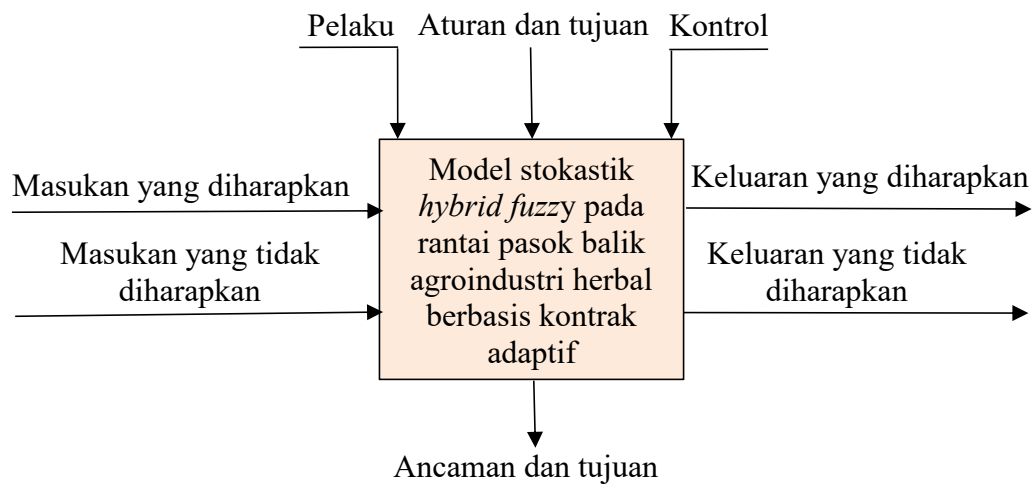 Pelaku Aturan dan tujuan Kontrol
Masukan yang diharapkan
Masukan yang tidak
diharapkan
Model stokastik
hybrid fuzzy pada
rantai pasok balik
agroindustri herbal
berbasis kontrak
adaptif
Keluaran yang diharapkan
Keluaran yang tidak
diharapkan
Ancaman dan tujuan